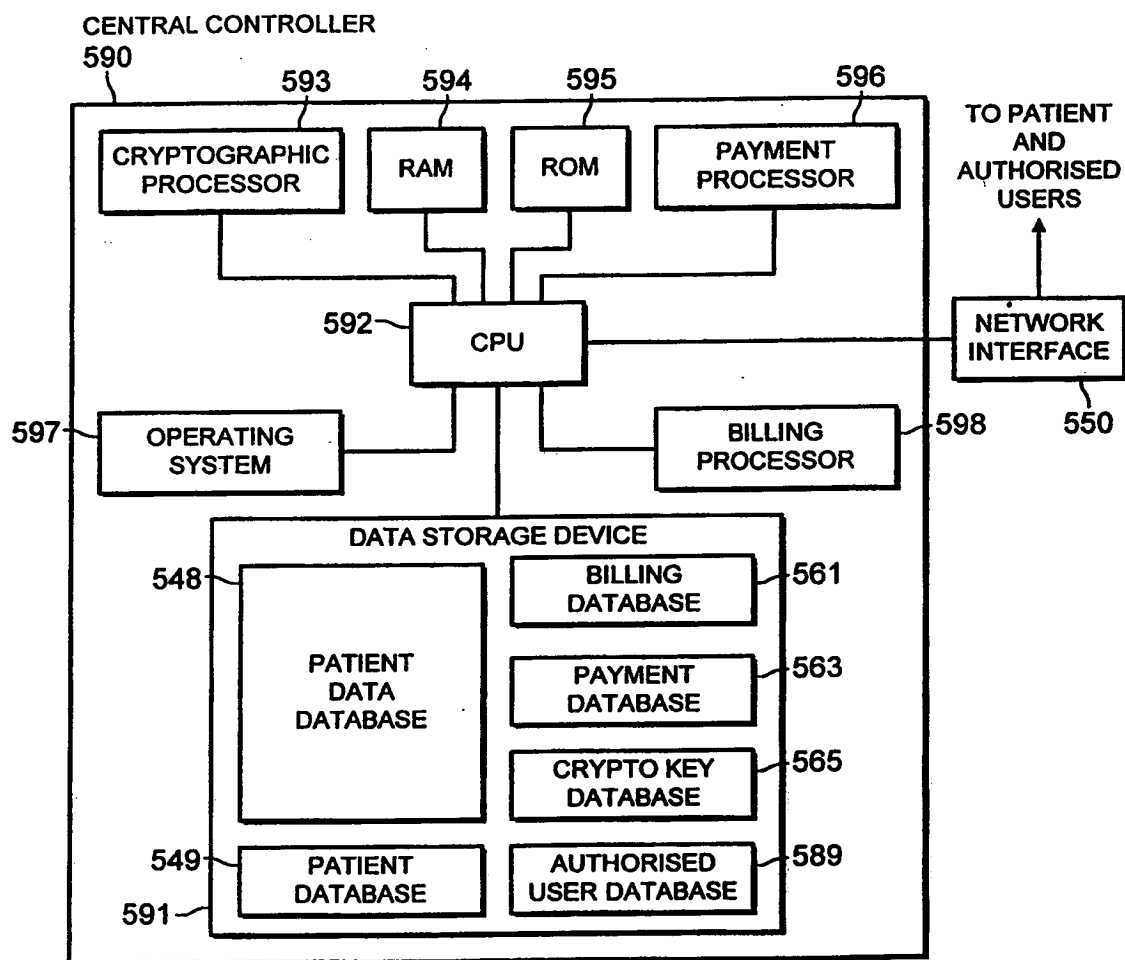 CENTRAL CONTROLLER
590
593
594
595
596
CRYPTOGRAPHIC
PROCESSOR
RAM
ROM
PAYMENT
PROCESSOR
TO PATIENT
AND
AUTHORISED
USERS
592
CPU
NETWORK
INTERFACE
550
597
OPERATING
SYSTEM
BILLING
PROCESSOR
598
DATA STORAGE DEVICE
548
PATIENT
DATA
DATABASE
BILLING
DATABASE
561
PAYMENT
DATABASE
563
CRYPTO KEY
DATABASE
565
549
PATIENT
DATABASE
AUTHORISED
USER DATABASE
589
591